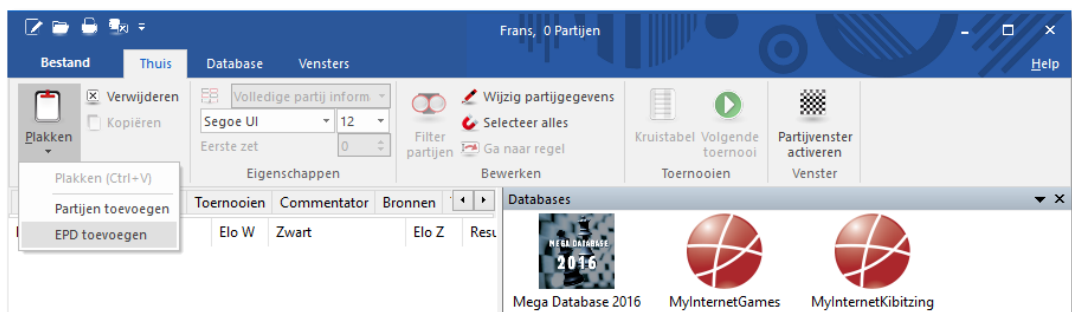 Frans, 0 Partijen
Bestand Thuis Database Vensters Help
Plakken
Verwijderen
Kopiëren
Volledige partij inform
Segoe UI 12
Eerste zet 0
Eigenschappen
Filter partijen
Wijzig partijgegevens
Selecteer alles
Ga naar regel
Bewerken
Kruistabel
Volgende toernooi
Toernooien
Partijvenster activeren
Venster
Plakken (Ctrl+V)
Partijen toevoegen
EPD toevoegen
Toernooien Commentator Bronnen
Elo W Zwart Elo Z Resu
Databases
MEGA DATABASE
2016
Mega Database 2016 MyInternetGames MyInternetKibitzing